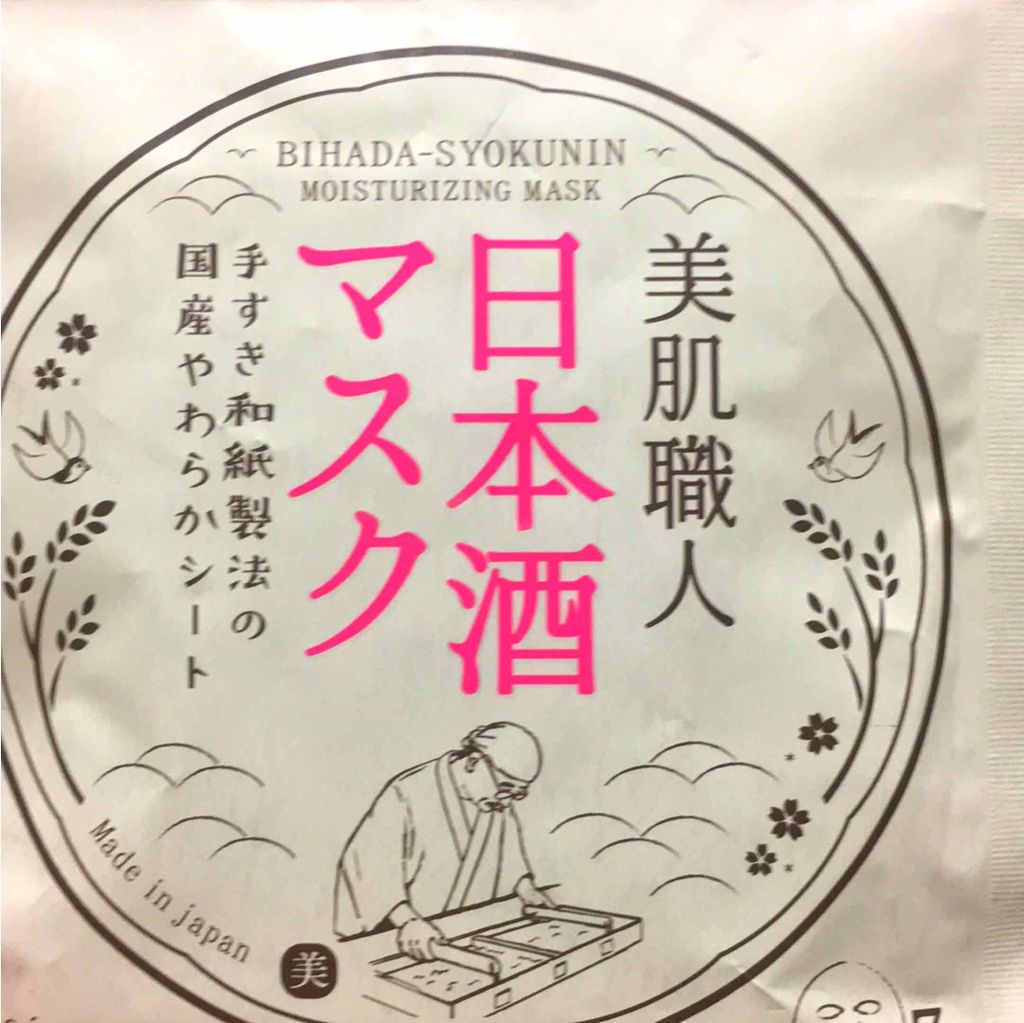 BIHADA-SYOKUNIN
MOISTURIZING MASK
美肌職人
日本酒
マスク
手すき和紙製法の
国産やわらかシート
Made in japan
美